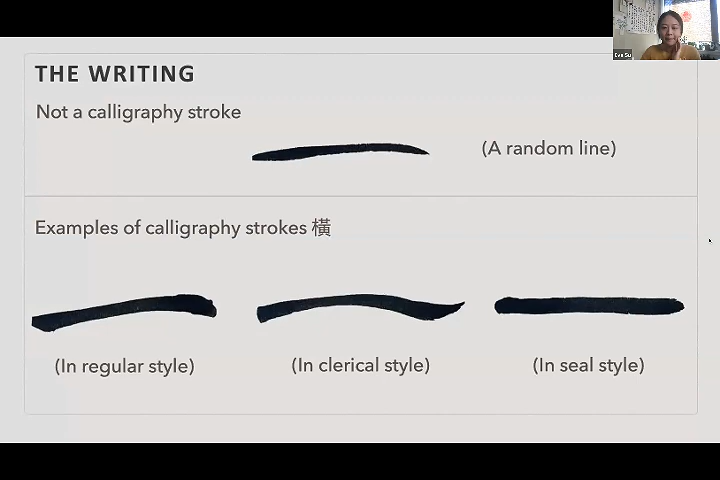 THE WRITING
Not a calligraphy stroke
(A random line)
Examples of calligraphy strokes 橫
(In regular style)
(In clerical style)
(In seal style)